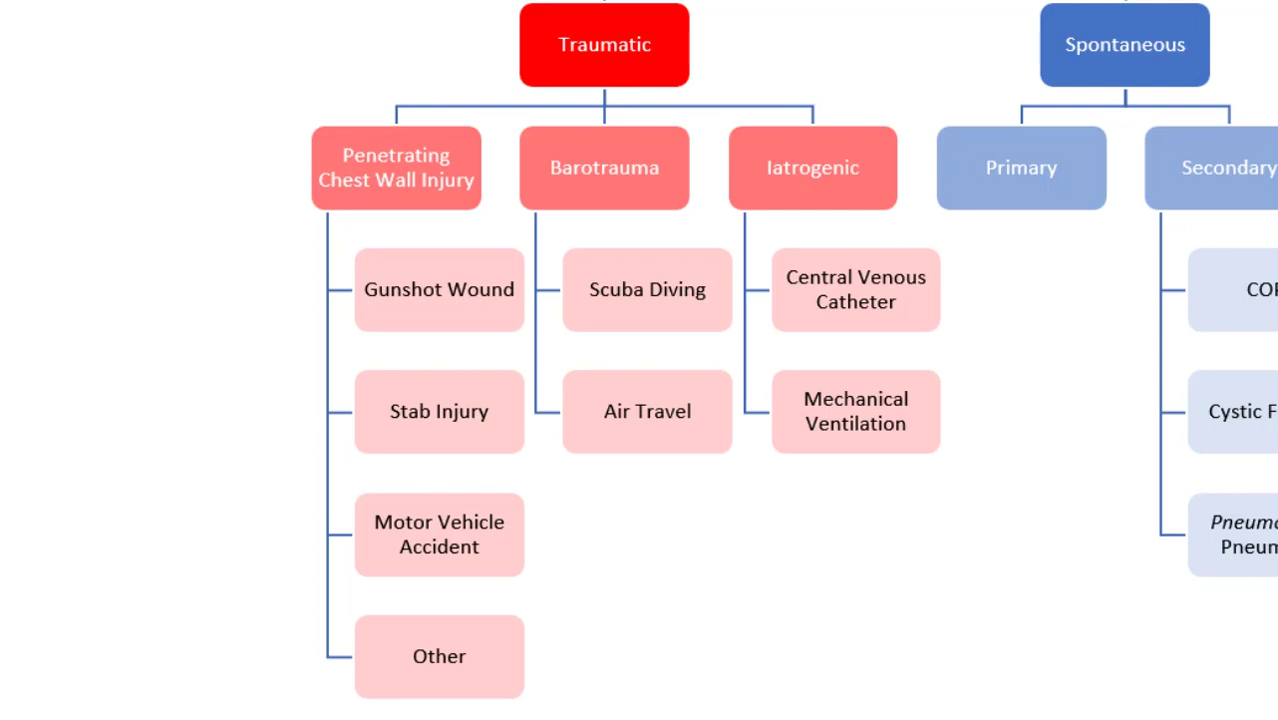 Traumatic
Spontaneous
Penetrating
Chest Wall Injury
Barotrauma
Iatrogenic
Primary
Secondary
Gunshot Wound
Scuba Diving
Central Venous
Catheter
Stab Injury
Air Travel
Mechanical
Ventilation
Cystic
Motor Vehicle
Accident
Other